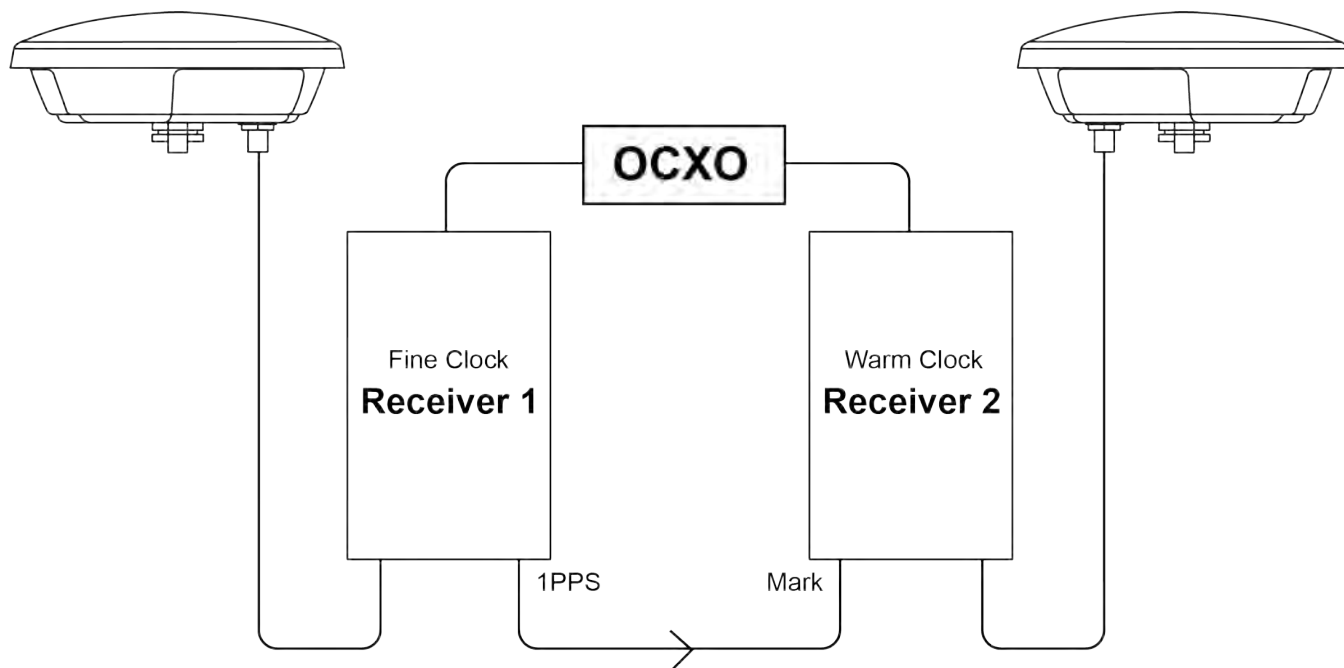 OCXO
Fine Clock
Receiver 1
Warm Clock
Receiver 2
1PPS
Mark